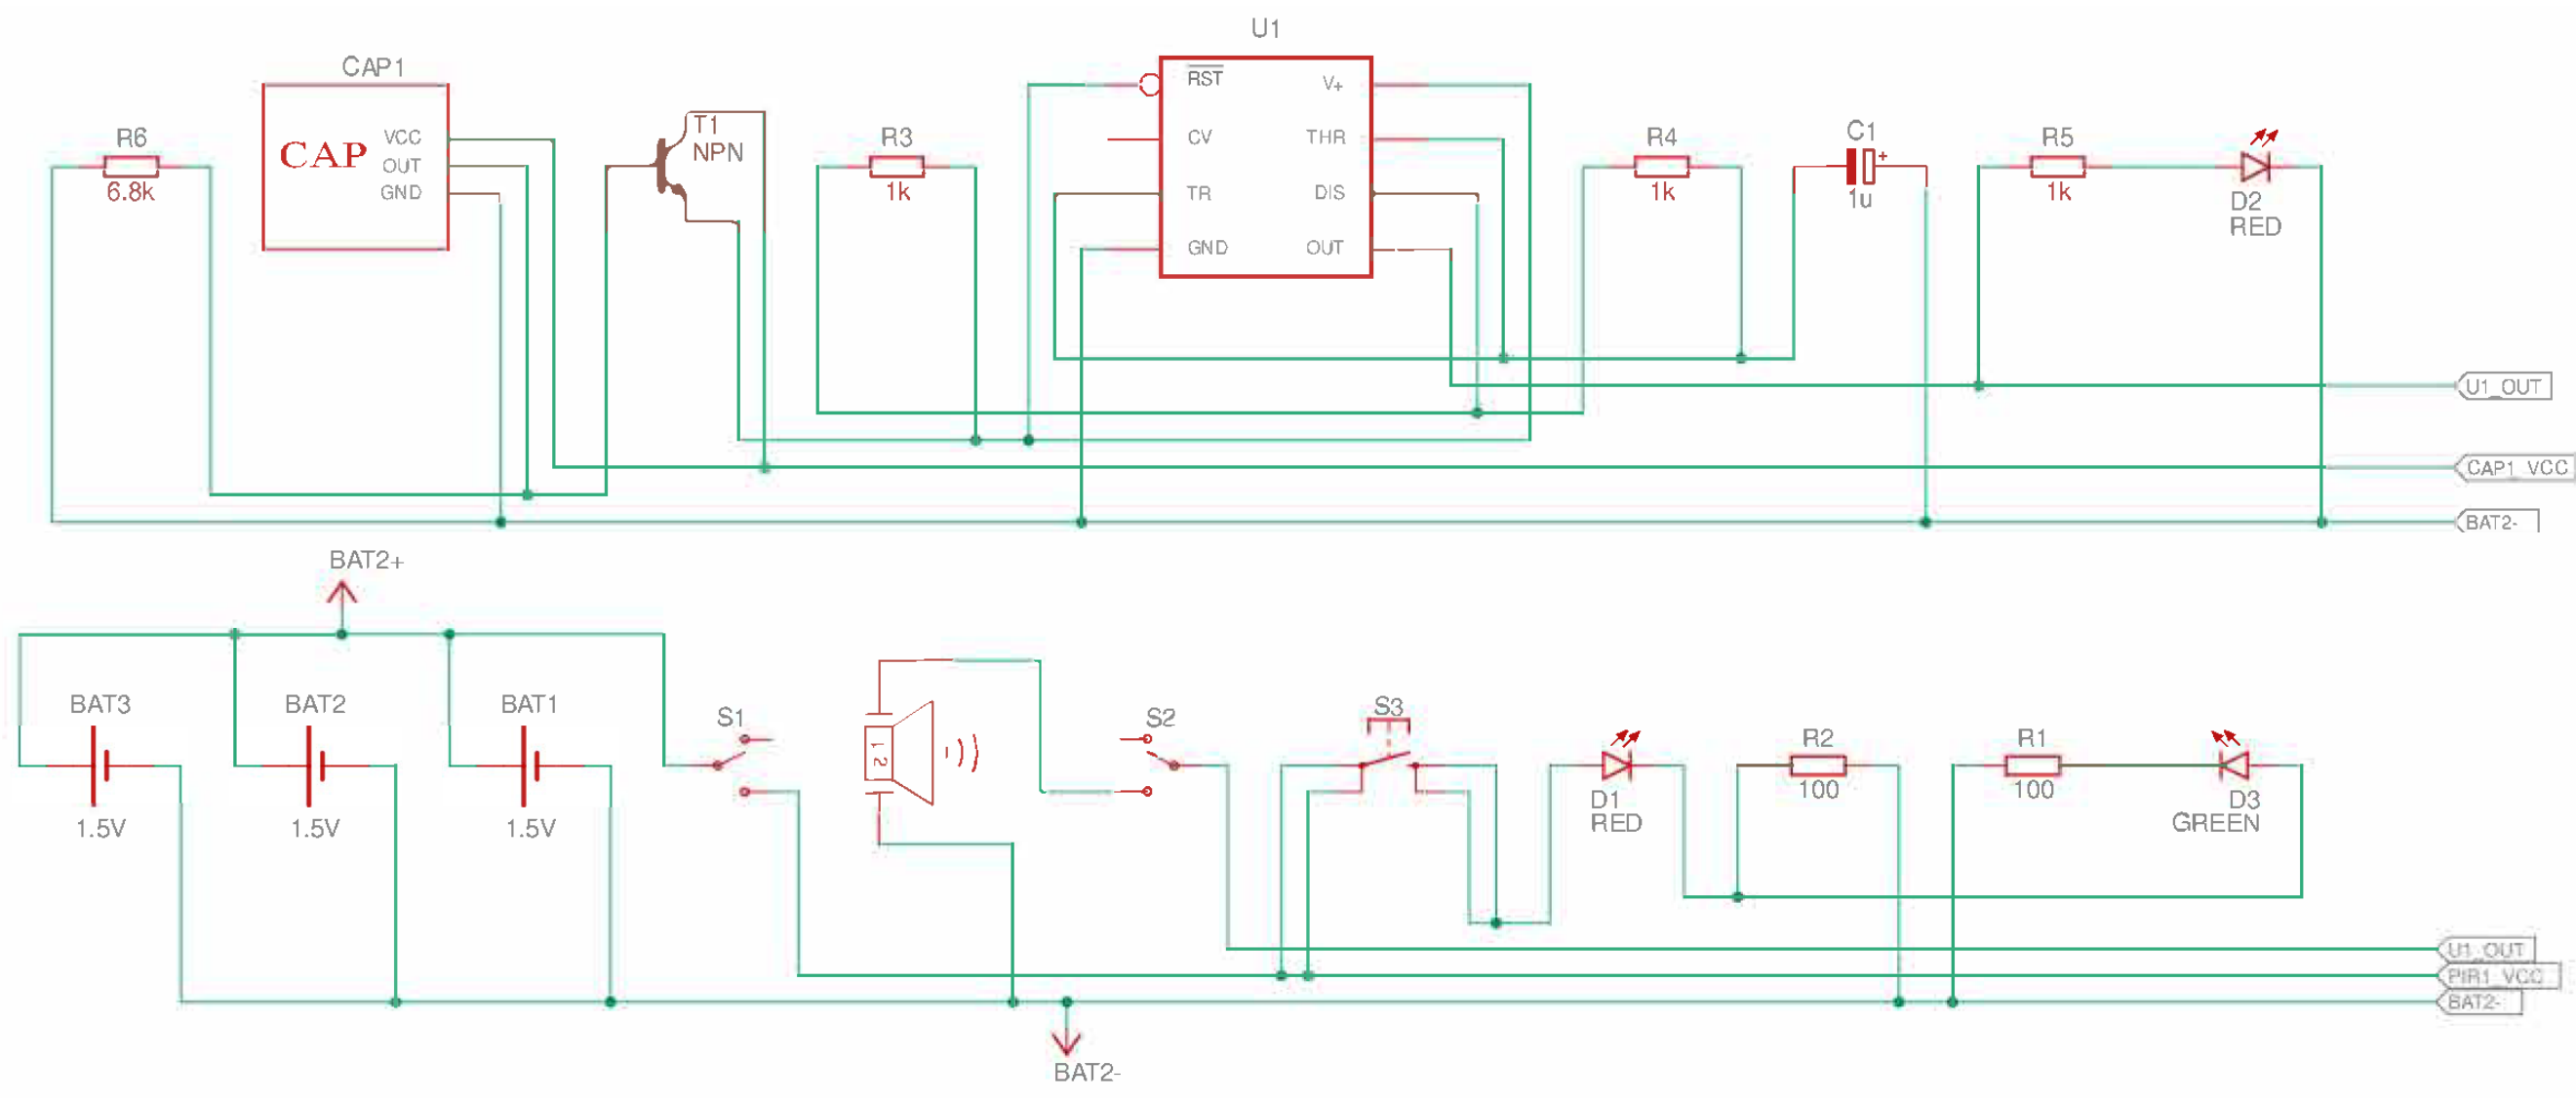 U1
CAP1
CAP
VCC
OUT
GND
R6
6.8k
T1
NPN
R3
1k
RST
CV
TR
GND
V+
THR
DIS
OUT
R4
1k
C1
+
1u
R5
1k
D2
RED
U1_OUT
CAP1_VCC
BAT2-
BAT2+
BAT3
1.5V
BAT2
1.5V
BAT1
1.5V
S1
1
2
S2
S3
D1
RED
R2
100
R1
100
D3
GREEN
U1_OUT
PIR1_VCC
BAT2-
BAT2-